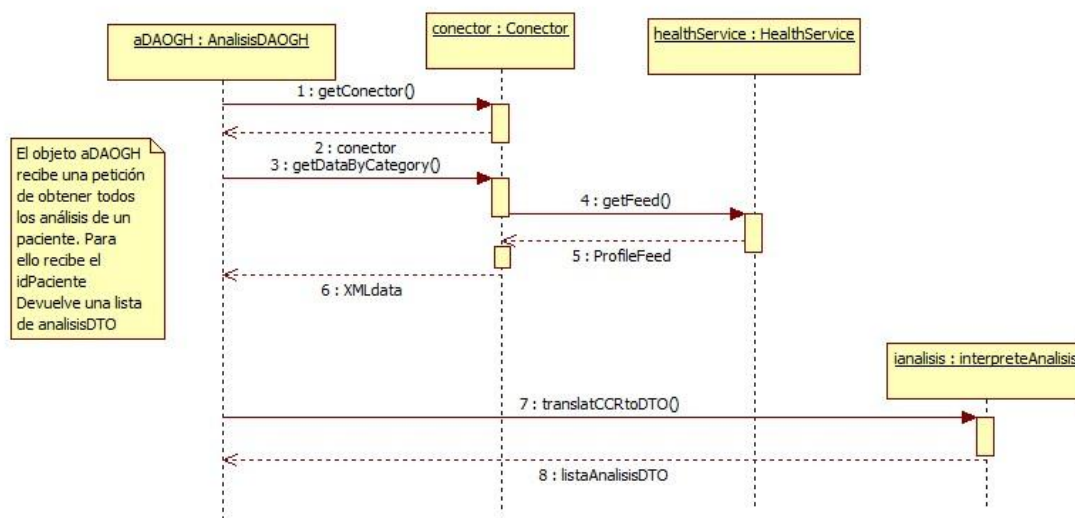 aDAOGH : AnalisisDAOGH
conector : Conector
healthService : HealthService
1 : getConector()
2 : conector
3 : getDataByCategory()
El objeto aDAOGH
recibe una petición
de obtener todos
los análisis de un
paciente. Para
ello recibe el
idPaciente
Devuelve una lista
de analisisDTO
4 : getFeed()
5 : ProfileFeed
6 : XMLdata
ianalisis : interpreteAnalisis
7 : translatCCRtoDTO()
8 : listaAnalisisDTO